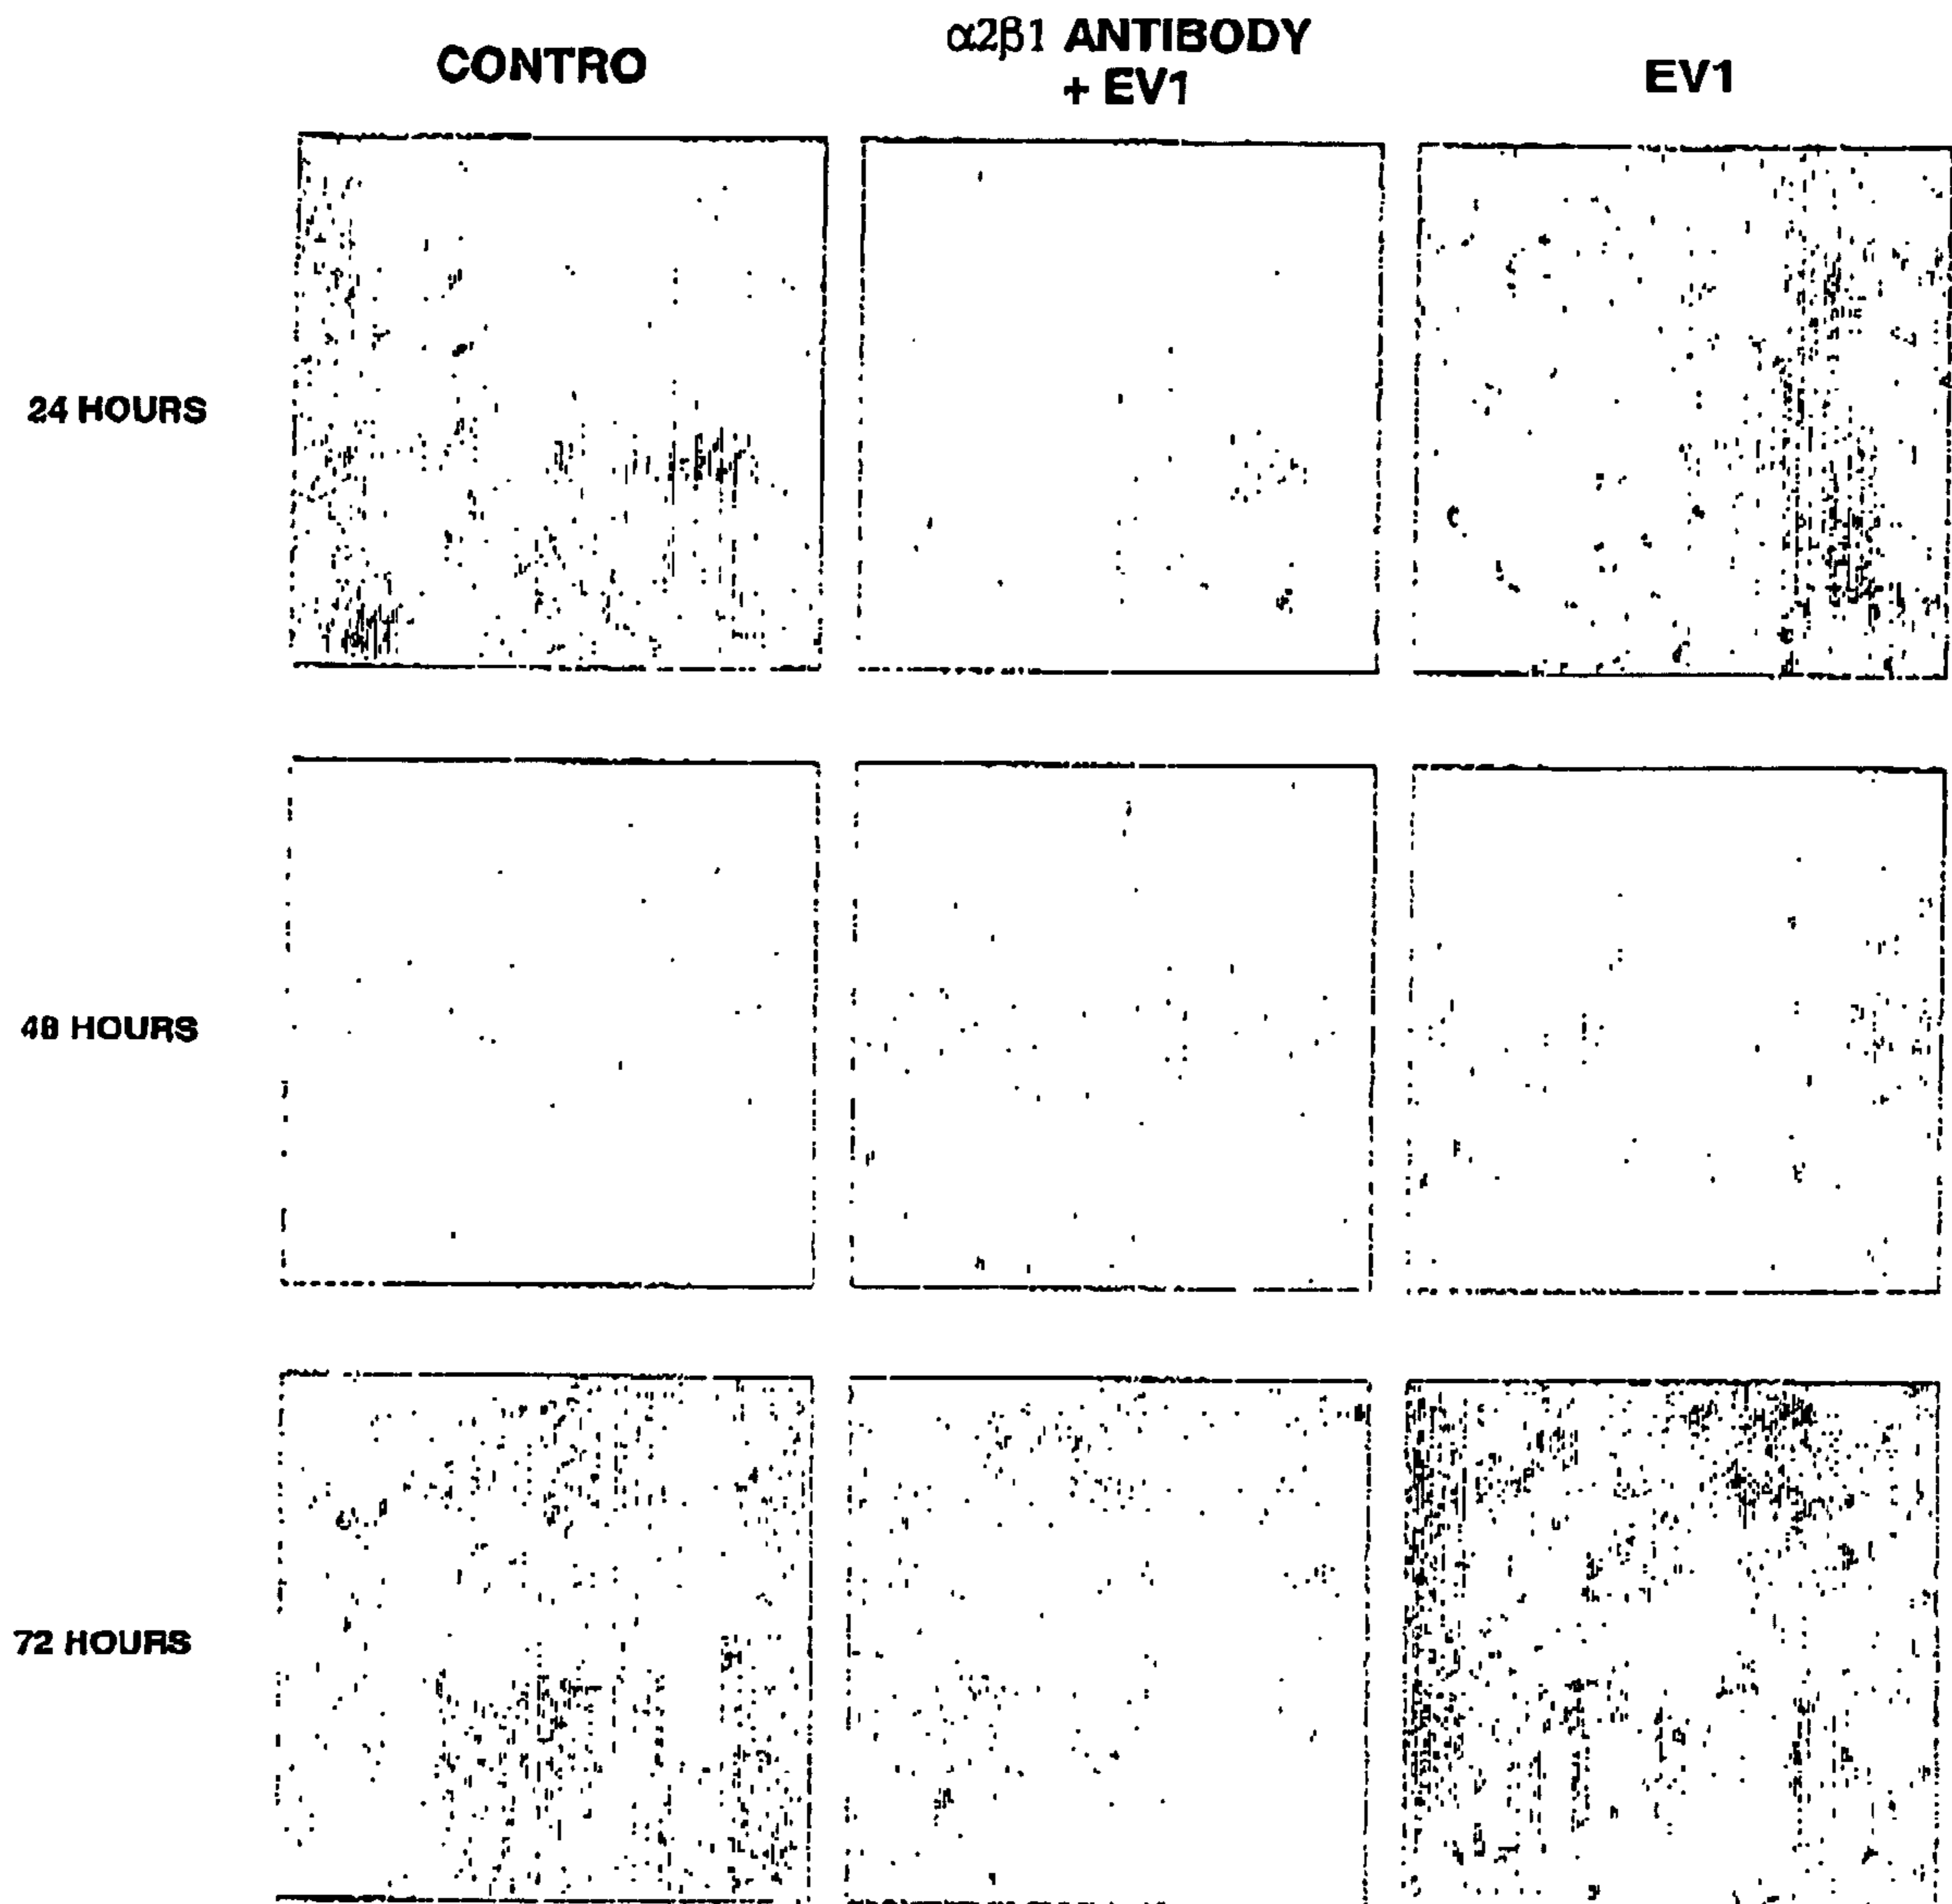 CONTRO
α2β1 ANTIBODY
+ EV1
EV1
24 HOURS
48 HOURS
72 HOURS